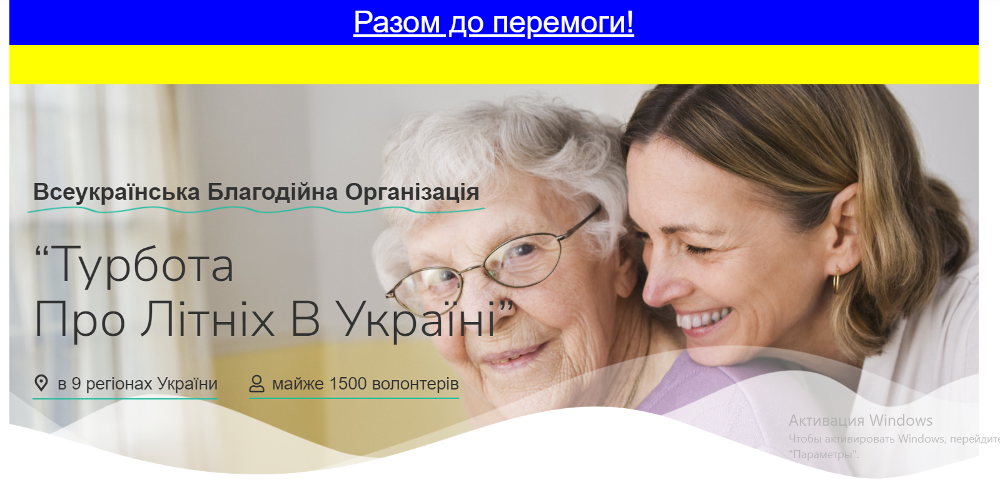 Разом до перемоги!
Всеукраїнська Благодійна Організація
“Турбота
Про Літніх В Україні”
в 9 регіонах України
майже 1500 волонтерів
Активация Windows
Чтобы активировать Windows, перейдите
"Параметры".